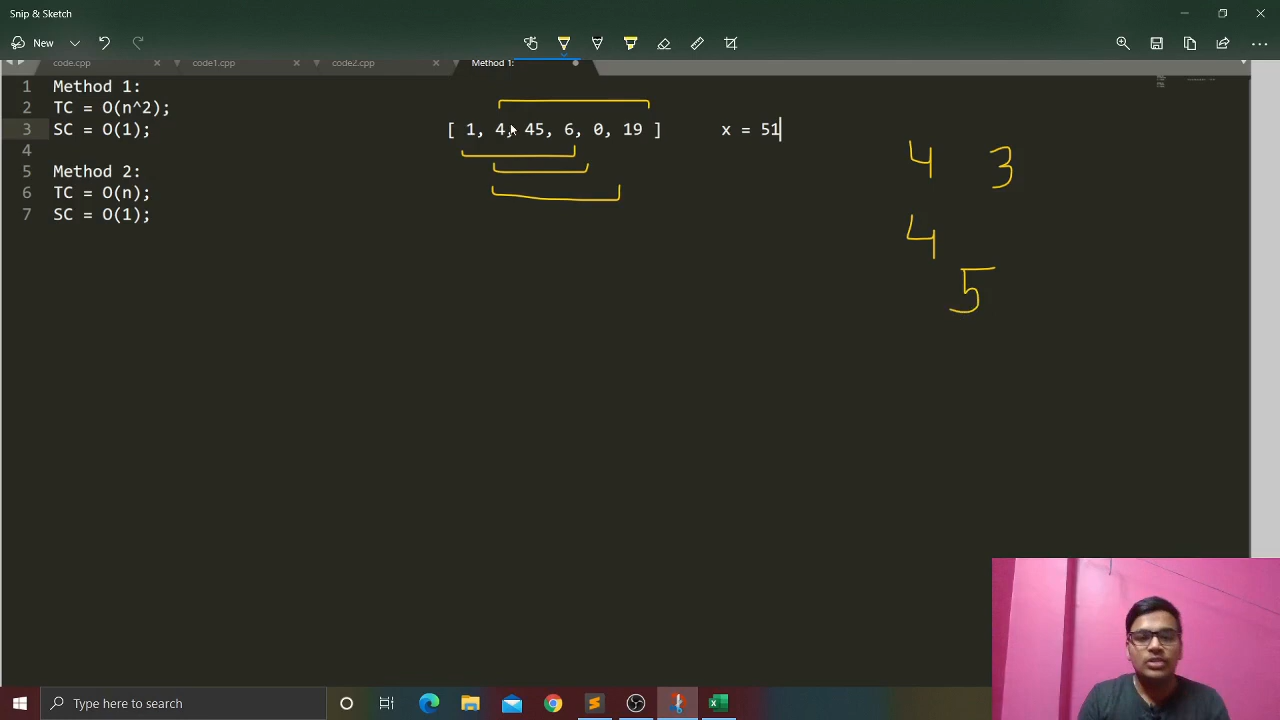 Snip & Sketch
New
code.cpp × code1.cpp × code2.cpp × Method 1:
1 Method 1:
2 TC = O(n^2);
3 SC = O(1); [ 1, 4, 45, 6, 0, 19 ] x = 51
4
5 Method 2:
6 TC = O(n);
7 SC = O(1);
4 3
4
5
Type here to search